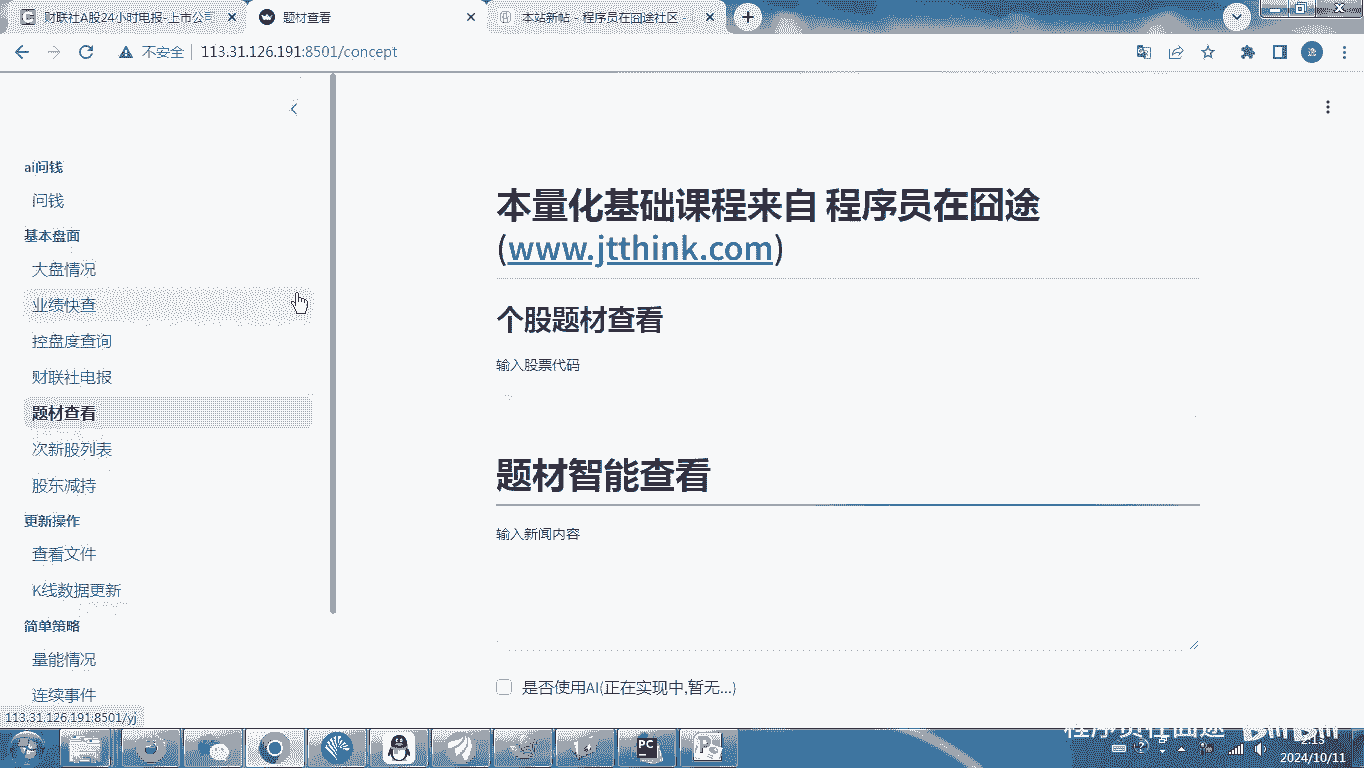 财联社A股24小时电报-上市公司
题材查看
本站新帖 - 程序员在囧途社区 -
不安全 113.31.126.191:8501/concept
ai问钱
问钱
基本盘面
大盘情况
业绩快查
控盘度查询
财联社电报
题材查看
次新股列表
股东减持
更新操作
查看文件
K线数据更新
简单策略
量能情况
连续事件
113.31.126.191:8501/yj
本量化基础课程来自 程序员在囧途
(www.jtthink.com)
个股题材查看
输入股票代码
题材智能查看
输入新闻内容
是否使用AI(正在实现中,暂无...)
程序员在囧途
bilibili
2:13
2024/10/11